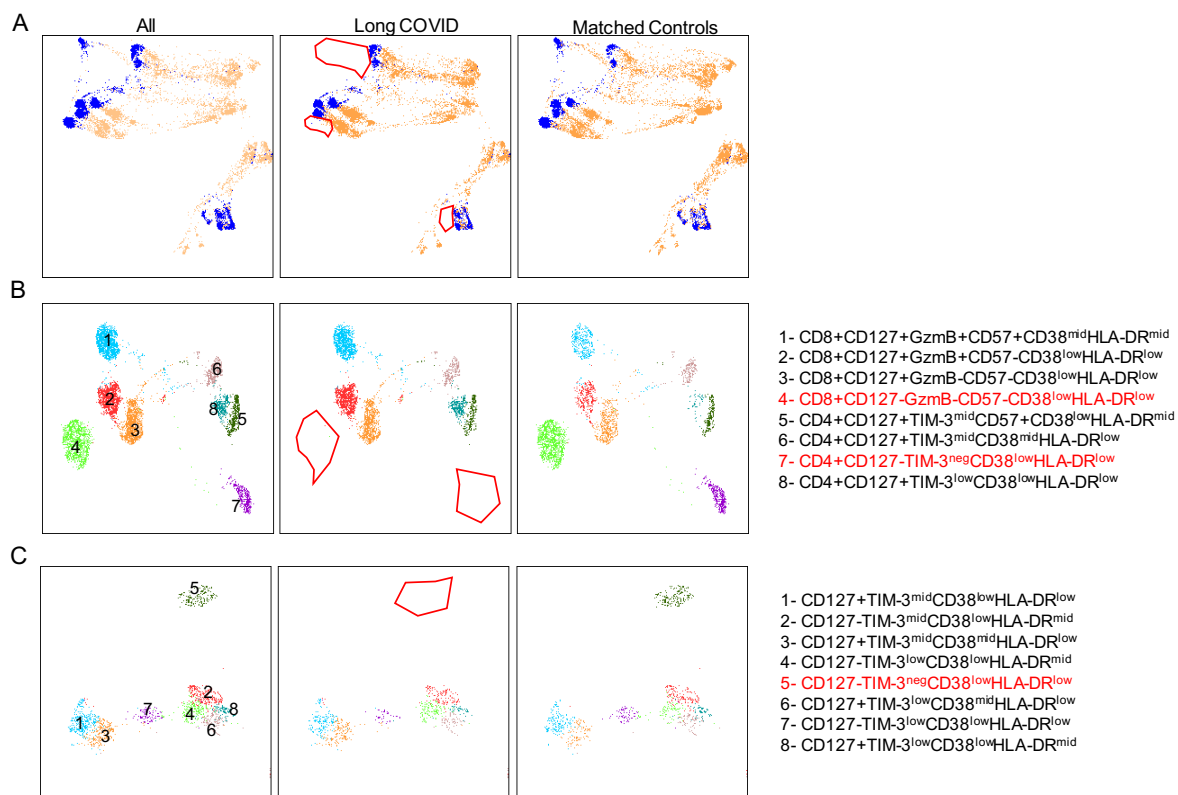 A
All
Long COVID
Matched Controls
B
1
2
3
4
5
6
7
8
1- CD8+CD127+GzmB+CD57+CD38midHLA-DRmid
2- CD8+CD127+GzmB+CD57-CD38lowHLA-DRlow
3- CD8+CD127+GzmB-CD57-CD38lowHLA-DRlow
4- CD8+CD127-GzmB-CD57-CD38lowHLA-DRlow
5- CD4+CD127+TIM-3midCD57+CD38lowHLA-DRmid
6- CD4+CD127+TIM-3midCD38midHLA-DRlow
7- CD4+CD127-TIM-3negCD38lowHLA-DRlow
8- CD4+CD127+TIM-3lowCD38lowHLA-DRlow
C
5
2
7
4
8
1
3
6
1- CD127+TIM-3midCD38lowHLA-DRlow
2- CD127-TIM-3midCD38lowHLA-DRmid
3- CD127+TIM-3midCD38midHLA-DRlow
4- CD127-TIM-3lowCD38lowHLA-DRmid
5- CD127-TIM-3negCD38lowHLA-DRlow
6- CD127+TIM-3lowCD38midHLA-DRlow
7- CD127-TIM-3lowCD38lowHLA-DRlow
8- CD127+TIM-3lowCD38lowHLA-DRmid